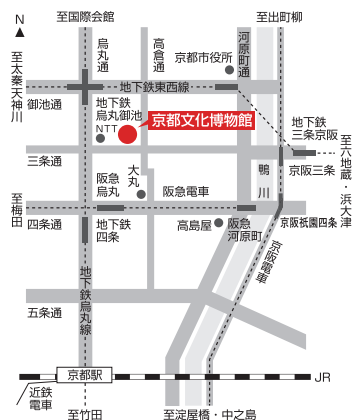 N
至国際会館
至出町柳
烏丸通
高倉通
河原町通
京都市役所
至太秦天神川
地下鉄東西線
御池通
地下鉄
烏丸御池
NTT
京都文化博物館
地下鉄
三条京阪
三条通
京阪三条
至六地蔵・浜大津
鴨川
阪急
烏丸
大丸
阪急電車
至梅田
四条通
地下鉄
四条
高島屋
阪急
河原町
京阪祇園四条
京阪電車
地下鉄烏丸線
五条通
京都駅
JR
近鉄
電車
至竹田
至淀屋橋・中之島